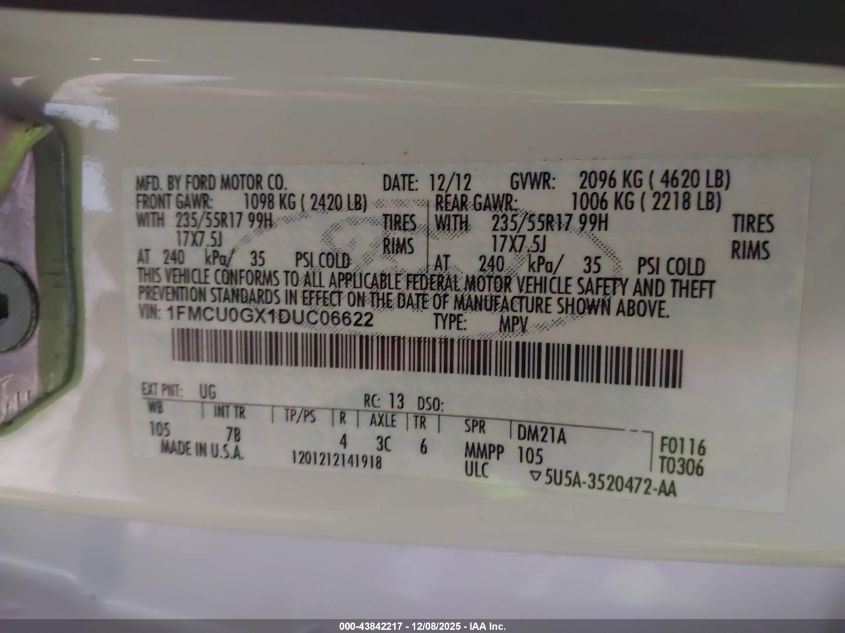 MFD. BY FORD MOTOR CO. DATE: 12/12 GVWR: 2096 KG ( 4620 LB)
FRONT GAWR: 1098 KG ( 2420 LB) REAR GAWR: 1006 KG ( 2218 LB)
WITH 235/55R17 99H TIRES WITH 235/55R17 99H TIRES
17X7.5J RIMS 17X7.5J RIMS
AT 240 kPa/ 35 PSI COLD AT 240 kPa/ 35 PSI COLD
THIS VEHICLE CONFORMS TO ALL APPLICABLE FEDERAL MOTOR VEHICLE SAFETY AND THEFT
PREVENTION STANDARDS IN EFFECT ON THE DATE OF MANUFACTURE SHOWN ABOVE.
VIN: 1FMCU0GX1DUC06622 TYPE: MPV
EXT PNT: UG RC: 13 DSO:
WB INT TR TP/PS R AXLE TR SPR DM21A F0116
105 7B 4 3C 6 MMPP 105 T0306
MADE IN U.S.A. 1201212141918 ULC ▽5U5A-3520472-AA
000-43842217 - 12/08/2025 - IAA Inc.